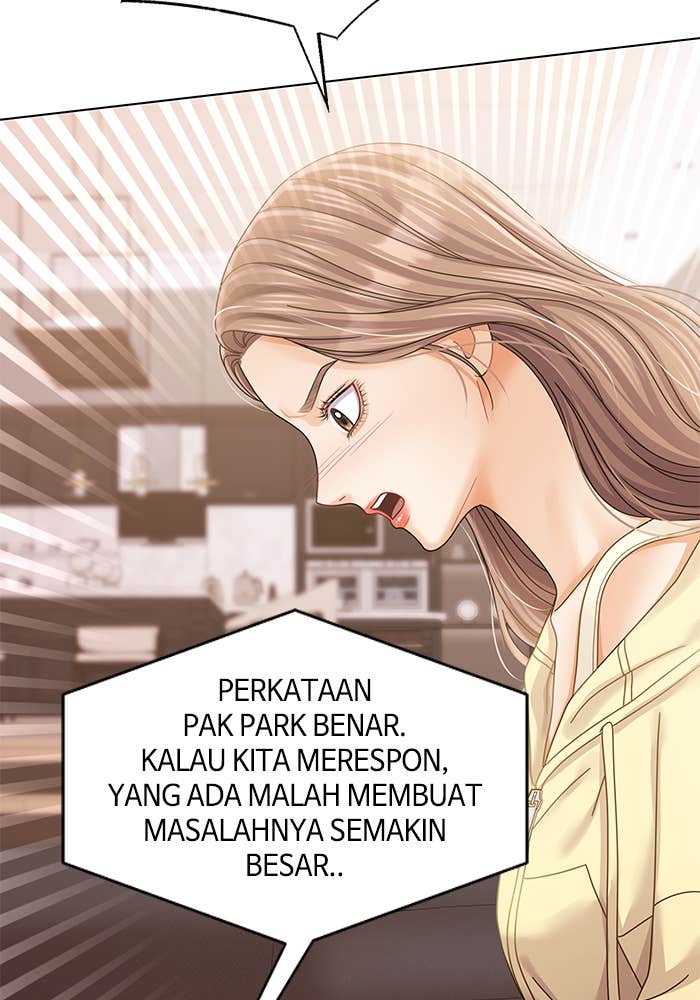 PERKATAAN
PAK PARK BENAR.
KALAU KITA MERESPON,
YANG ADA MALAH MEMBUAT
MASALAHNYA SEMAKIN
BESAR..